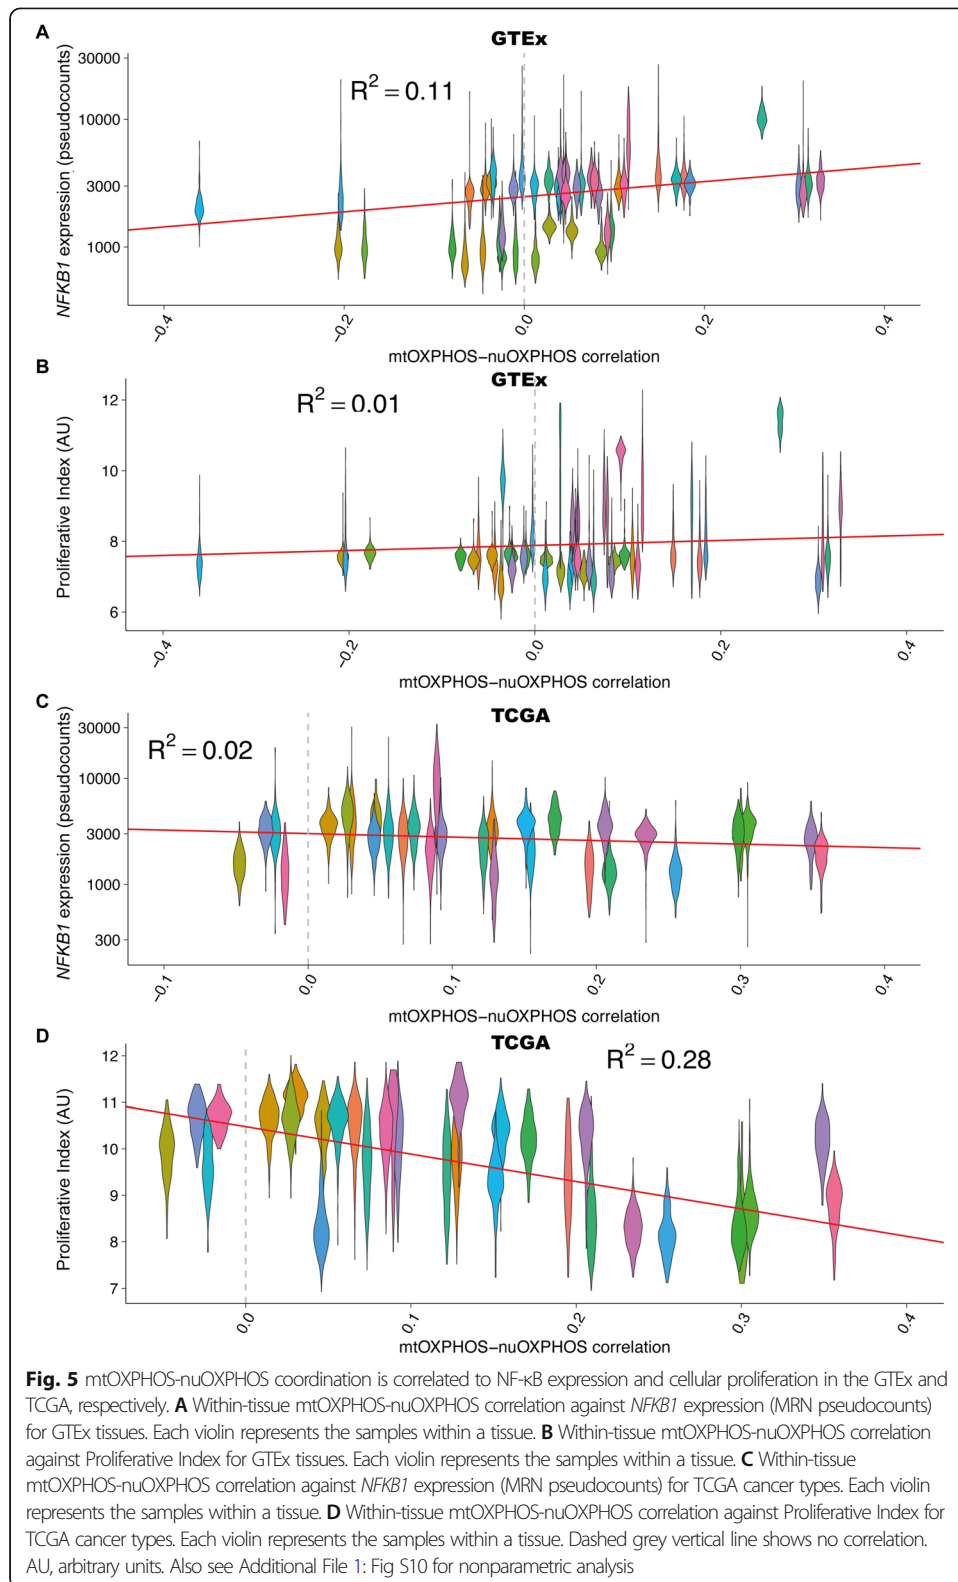 A
GTEx
R² = 0.11
NFKB1 expression (pseudocounts)
30000
10000
3000
1000
−0.4
−0.2
0.0
0.2
0.4
mtOXPHOS−nuOXPHOS correlation
B
GTEx
R² = 0.01
Proliferative Index (AU)
12
10
8
6
−0.4
−0.2
0.0
0.2
0.4
mtOXPHOS−nuOXPHOS correlation
C
TCGA
R² = 0.02
NFKB1 expression (pseudocounts)
30000
10000
3000
1000
300
−0.1
0.0
0.1
0.2
0.3
0.4
mtOXPHOS−nuOXPHOS correlation
D
TCGA
R² = 0.28
Proliferative Index (AU)
12
11
10
9
8
7
0.0
0.1
0.2
0.3
0.4
mtOXPHOS−nuOXPHOS correlation
Fig. 5 mtOXPHOS-nuOXPHOS coordination is correlated to NF-κB expression and cellular proliferation in the GTEx and
TCGA, respectively. A Within-tissue mtOXPHOS-nuOXPHOS correlation against NFKB1 expression (MRN pseudocounts)
for GTEx tissues. Each violin represents the samples within a tissue. B Within-tissue mtOXPHOS-nuOXPHOS correlation
against Proliferative Index for GTEx tissues. Each violin represents the samples within a tissue. C Within-tissue
mtOXPHOS-nuOXPHOS correlation against NFKB1 expression (MRN pseudocounts) for TCGA cancer types. Each violin
represents the samples within a tissue. D Within-tissue mtOXPHOS-nuOXPHOS correlation against Proliferative Index for
TCGA cancer types. Each violin represents the samples within a tissue. Dashed grey vertical line shows no correlation.
AU, arbitrary units. Also see Additional File 1: Fig S10 for nonparametric analysis